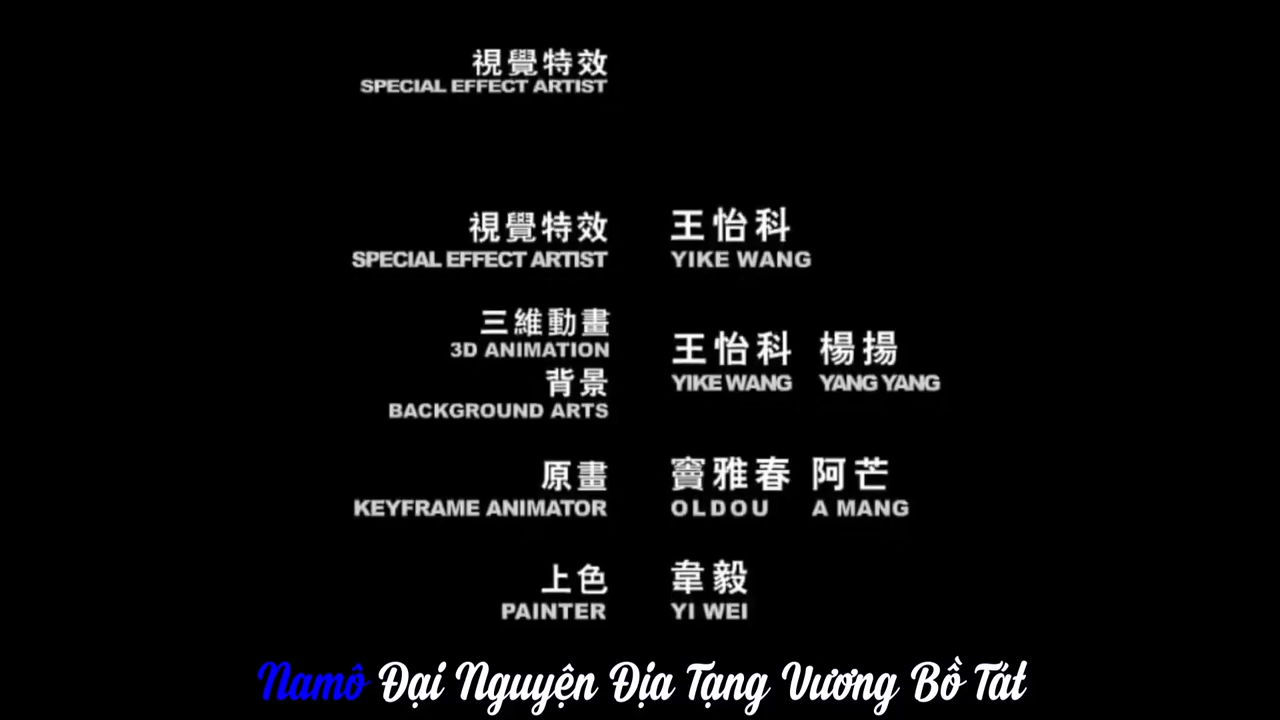 視覺特效
SPECIAL EFFECT ARTIST
視覺特效 王怡科
SPECIAL EFFECT ARTIST YIKE WANG
三維動畫
3D ANIMATION
王怡科 楊揚
背景
YIKE WANG YANG YANG
BACKGROUND ARTS
原畫 竇雅春 阿芒
KEYFRAME ANIMATOR OLDOU A MANG
上色 韋毅
PAINTER YI WEI
Namô Đại Nguyện Địa Tạng Vương Bồ Tát